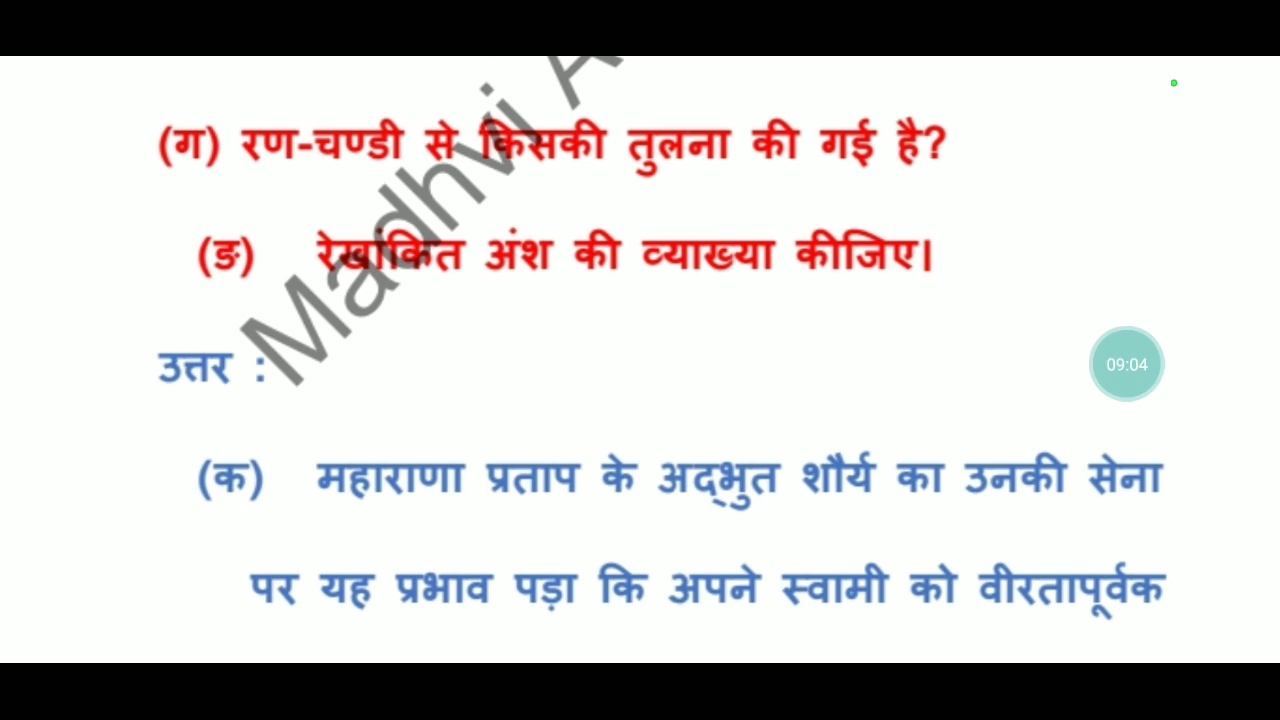 (ग) रण-चण्डी से किसकी तुलना की गई है?
(ङ) रेखांकित अंश की व्याख्या कीजिए।
उत्तर :
09:04
(क) महाराणा प्रताप के अद्भुत शौर्य का उनकी सेना
पर यह प्रभाव पड़ा कि अपने स्वामी को वीरतापूर्वक
Madhvi A